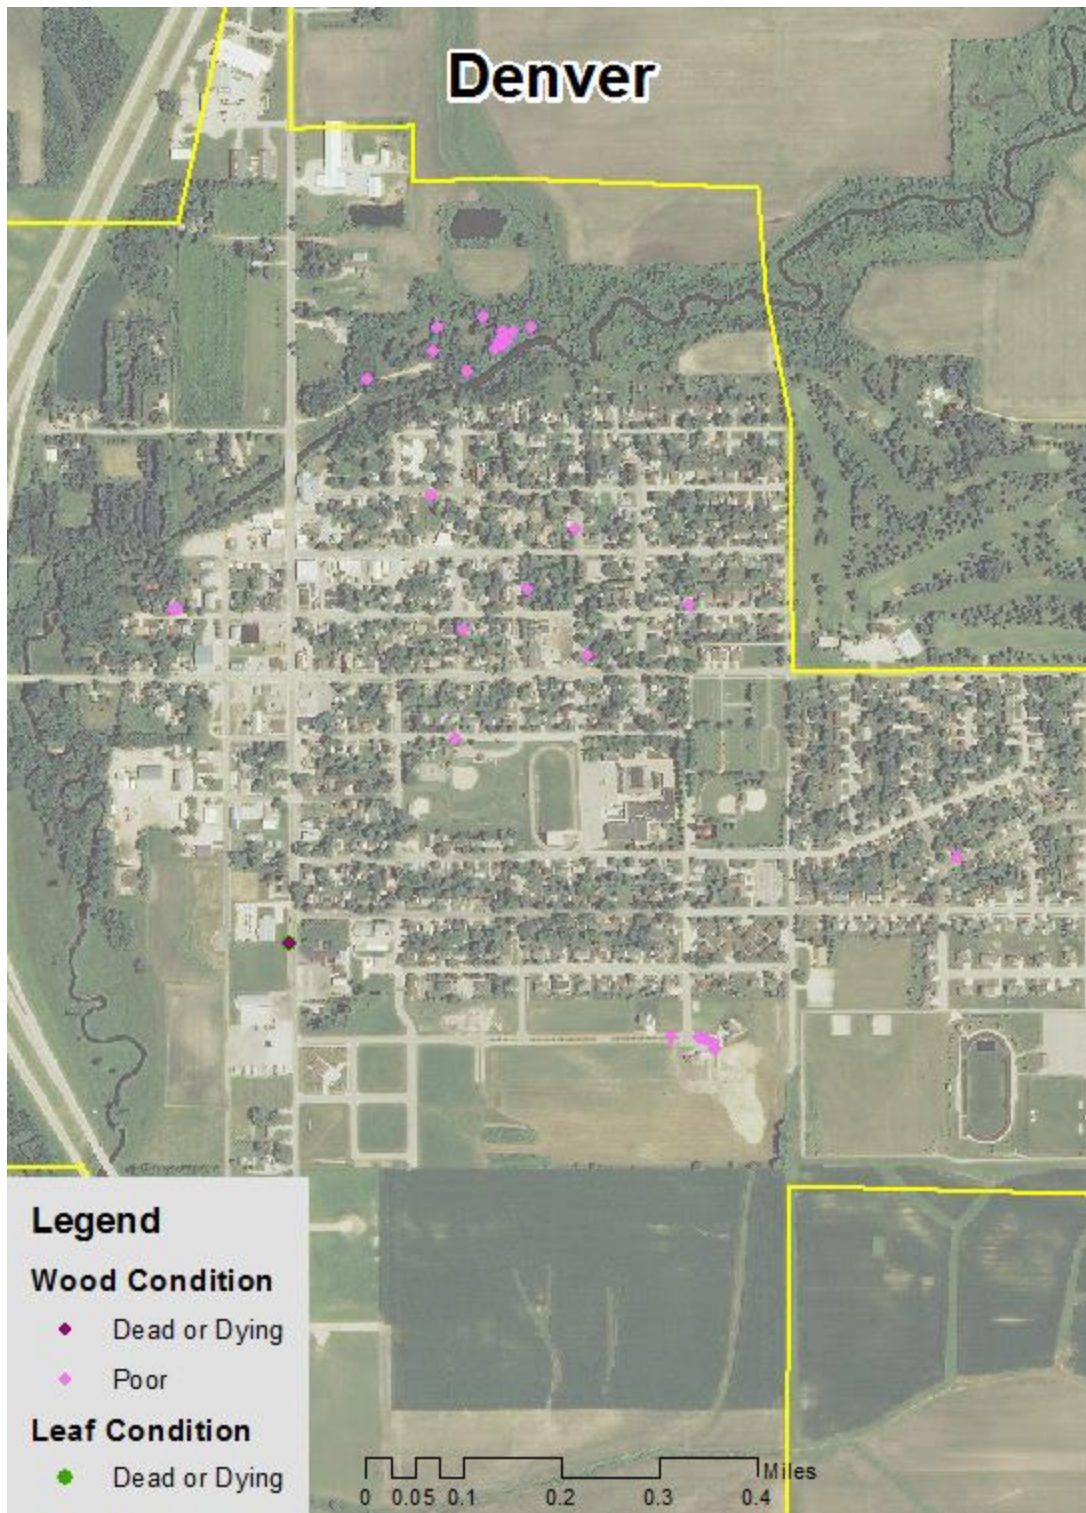 Denver
Legend
Wood Condition
Dead or Dying
Poor
Leaf Condition
Dead or Dying
Miles
0 0.05 0.1 0.2 0.3 0.4